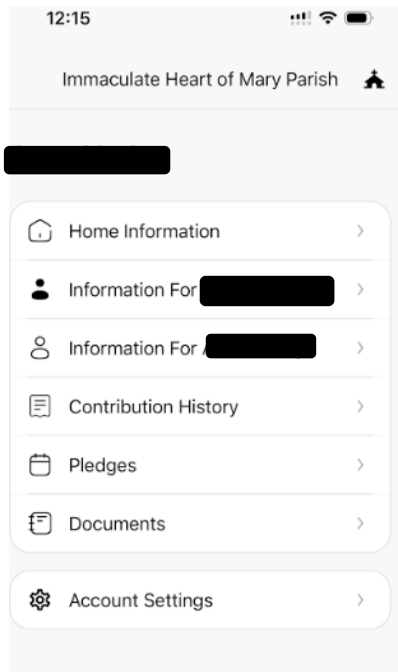 12:15
Immaculate Heart of Mary Parish
Home Information
Information For
Information For
Contribution History
Pledges
Documents
Account Settings